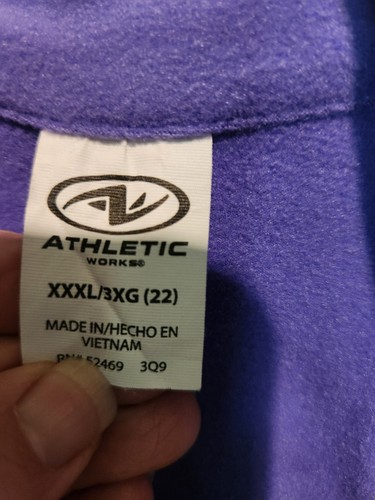 ATHLETIC
WORKS®
XXXL/3XG (22)
MADE IN/HECHO EN
VIETNAM
RN# 52469 3Q9